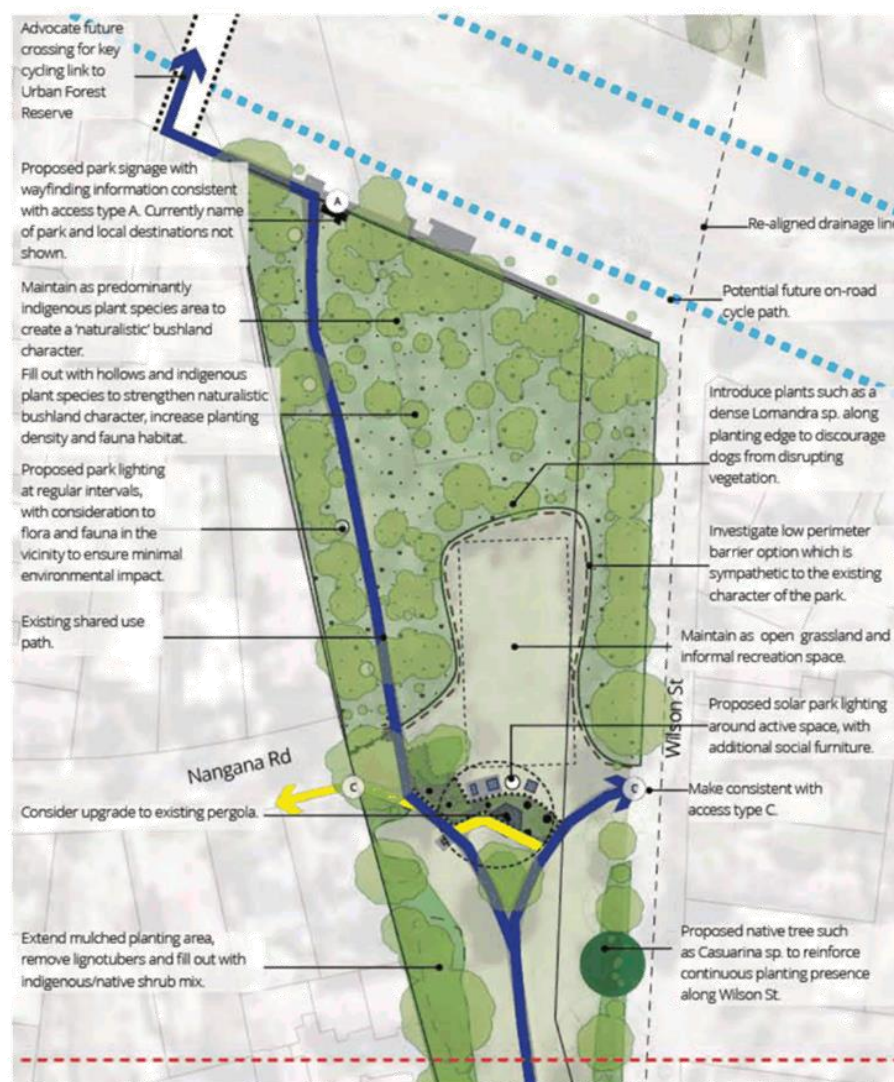 Advocate future
crossing for key
cycling link to
Urban Forest
Reserve
Proposed park signage with
wayfinding information consistent
with access type A. Currently name
of park and local destinations not
shown.
A
Maintain as predominantly
indigenous plant species area to
create a ‘naturalistic’ bushland
character.
Fill out with hollows and indigenous
plant species to strengthen naturalistic
bushland character, increase planting
density and fauna habitat.
Proposed park lighting
at regular intervals,
with consideration to
flora and fauna in the
vicinity to ensure minimal
environmental impact.
Existing shared use
path.
Nangana Rd
C
Consider upgrade to existing pergola.
Extend mulched planting area,
remove lignotubers and fill out with
indigenous/native shrub mix.
Re-aligned drainage line
Potential future on-road
cycle path.
Introduce plants such as a
dense Lomandra sp. along
planting edge to discourage
dogs from disrupting
vegetation.
Investigate low perimeter
barrier option which is
sympathetic to the existing
character of the park.
Maintain as open grassland and
informal recreation space.
Wilson St
Proposed solar park lighting
around active space, with
additional social furniture.
C
Make consistent with
access type C.
Proposed native tree such
as Casuarina sp. to reinforce
continuous planting presence
along Wilson St.